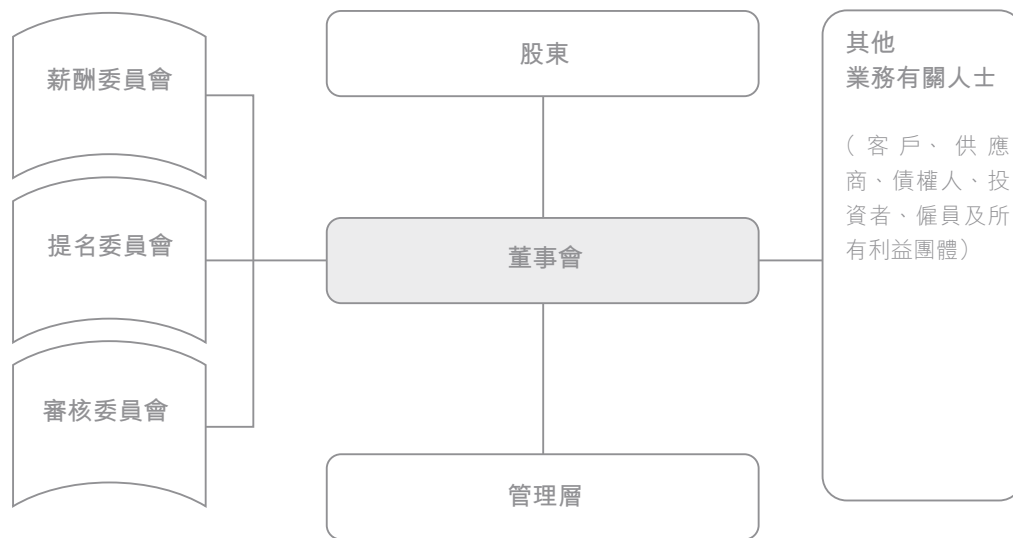 薪酬委員會
提名委員會
審核委員會
股東
董事會
管理層
其他
業務有關人士
（客戶、供應
商、債權人、投
資者、僱員及所
有利益團體）